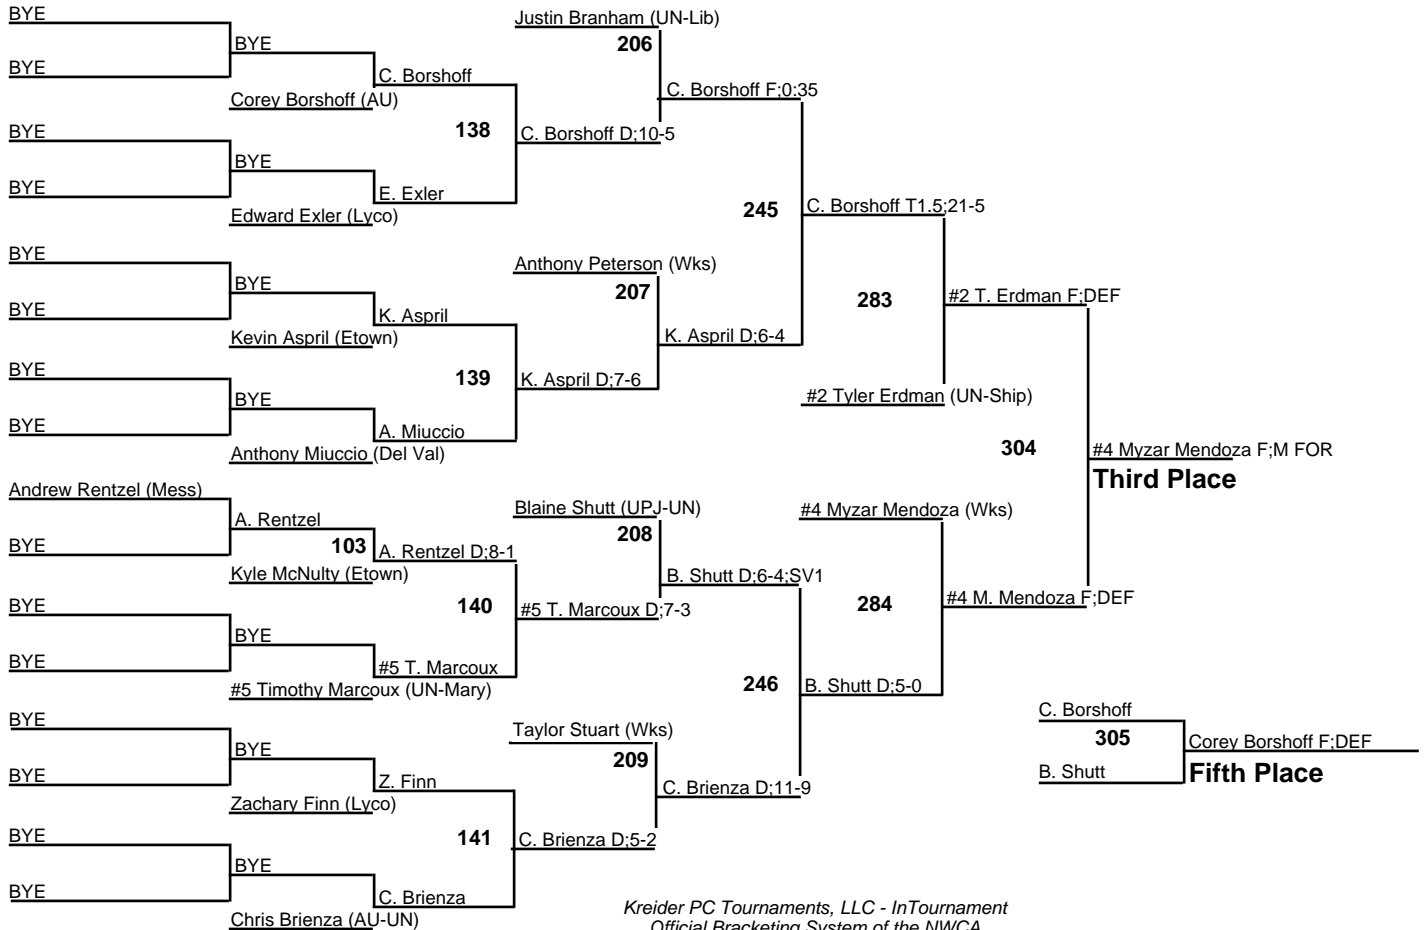 BYE
BYE
BYE
Corey Borshoff (AU)
C. Borshoff
BYE
BYE
BYE
Edward Exler (Lyco)
E. Exler
138
C. Borshoff D;10-5
Justin Branham (UN-Lib)
206
C. Borshoff F;0:35
BYE
BYE
BYE
Kevin Aspril (Etown)
K. Aspril
BYE
BYE
BYE
Anthony Miuccio (Del Val)
A. Miuccio
139
K. Aspril D;7-6
Anthony Peterson (Wks)
207
K. Aspril D;6-4
245
C. Borshoff T1.5;21-5
283
#2 Tyler Erdman (UN-Ship)
#2 T. Erdman F;DEF
Andrew Rentzel (Mess)
BYE
A. Rentzel
103
Kyle McNulty (Etown)
A. Rentzel D;8-1
BYE
BYE
BYE
#5 Timothy Marcoux (UN-Mary)
#5 T. Marcoux
140
#5 T. Marcoux D;7-3
Blaine Shutt (UPJ-UN)
208
B. Shutt D;6-4;SV1
BYE
BYE
BYE
Zachary Finn (Lyco)
Z. Finn
BYE
BYE
BYE
Chris Brienza (AU-UN)
C. Brienza
141
C. Brienza D;5-2
Taylor Stuart (Wks)
209
C. Brienza D;11-9
246
B. Shutt D;5-0
#4 Myzar Mendoza (Wks)
284
#4 M. Mendoza F;DEF
304
#4 Myzar Mendoza F;M FOR
Third Place
C. Borshoff
305
B. Shutt
Corey Borshoff F;DEF
Fifth Place
Kreider PC Tournaments, LLC - InTournament
Official Bracketing System of the NWCA